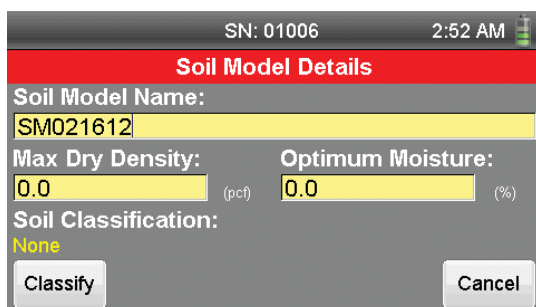 SN: 01006 2:52 AM
Soil Model Details
Soil Model Name:
SM021612
Max Dry Density: Optimum Moisture:
0.0 (pcf) 0.0 (%)
Soil Classification:
None
Classify Cancel